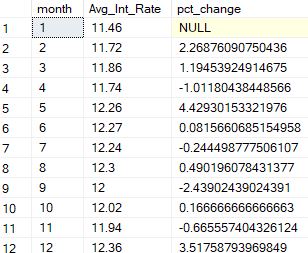 month Avg_Int_Rate pct_change
1 1 11.46 NULL
2 2 11.72 2.26876090750436
3 3 11.86 1.19453924914675
4 4 11.74 -1.01180438448566
5 5 12.26 4.42930153321976
6 6 12.27 0.0815660685154958
7 7 12.24 -0.244498777506107
8 8 12.3 0.490196078431377
9 9 12 -2.43902439024391
10 10 12.02 0.166666666666663
11 11 11.94 -0.665557404326124
12 12 12.36 3.51758793969849